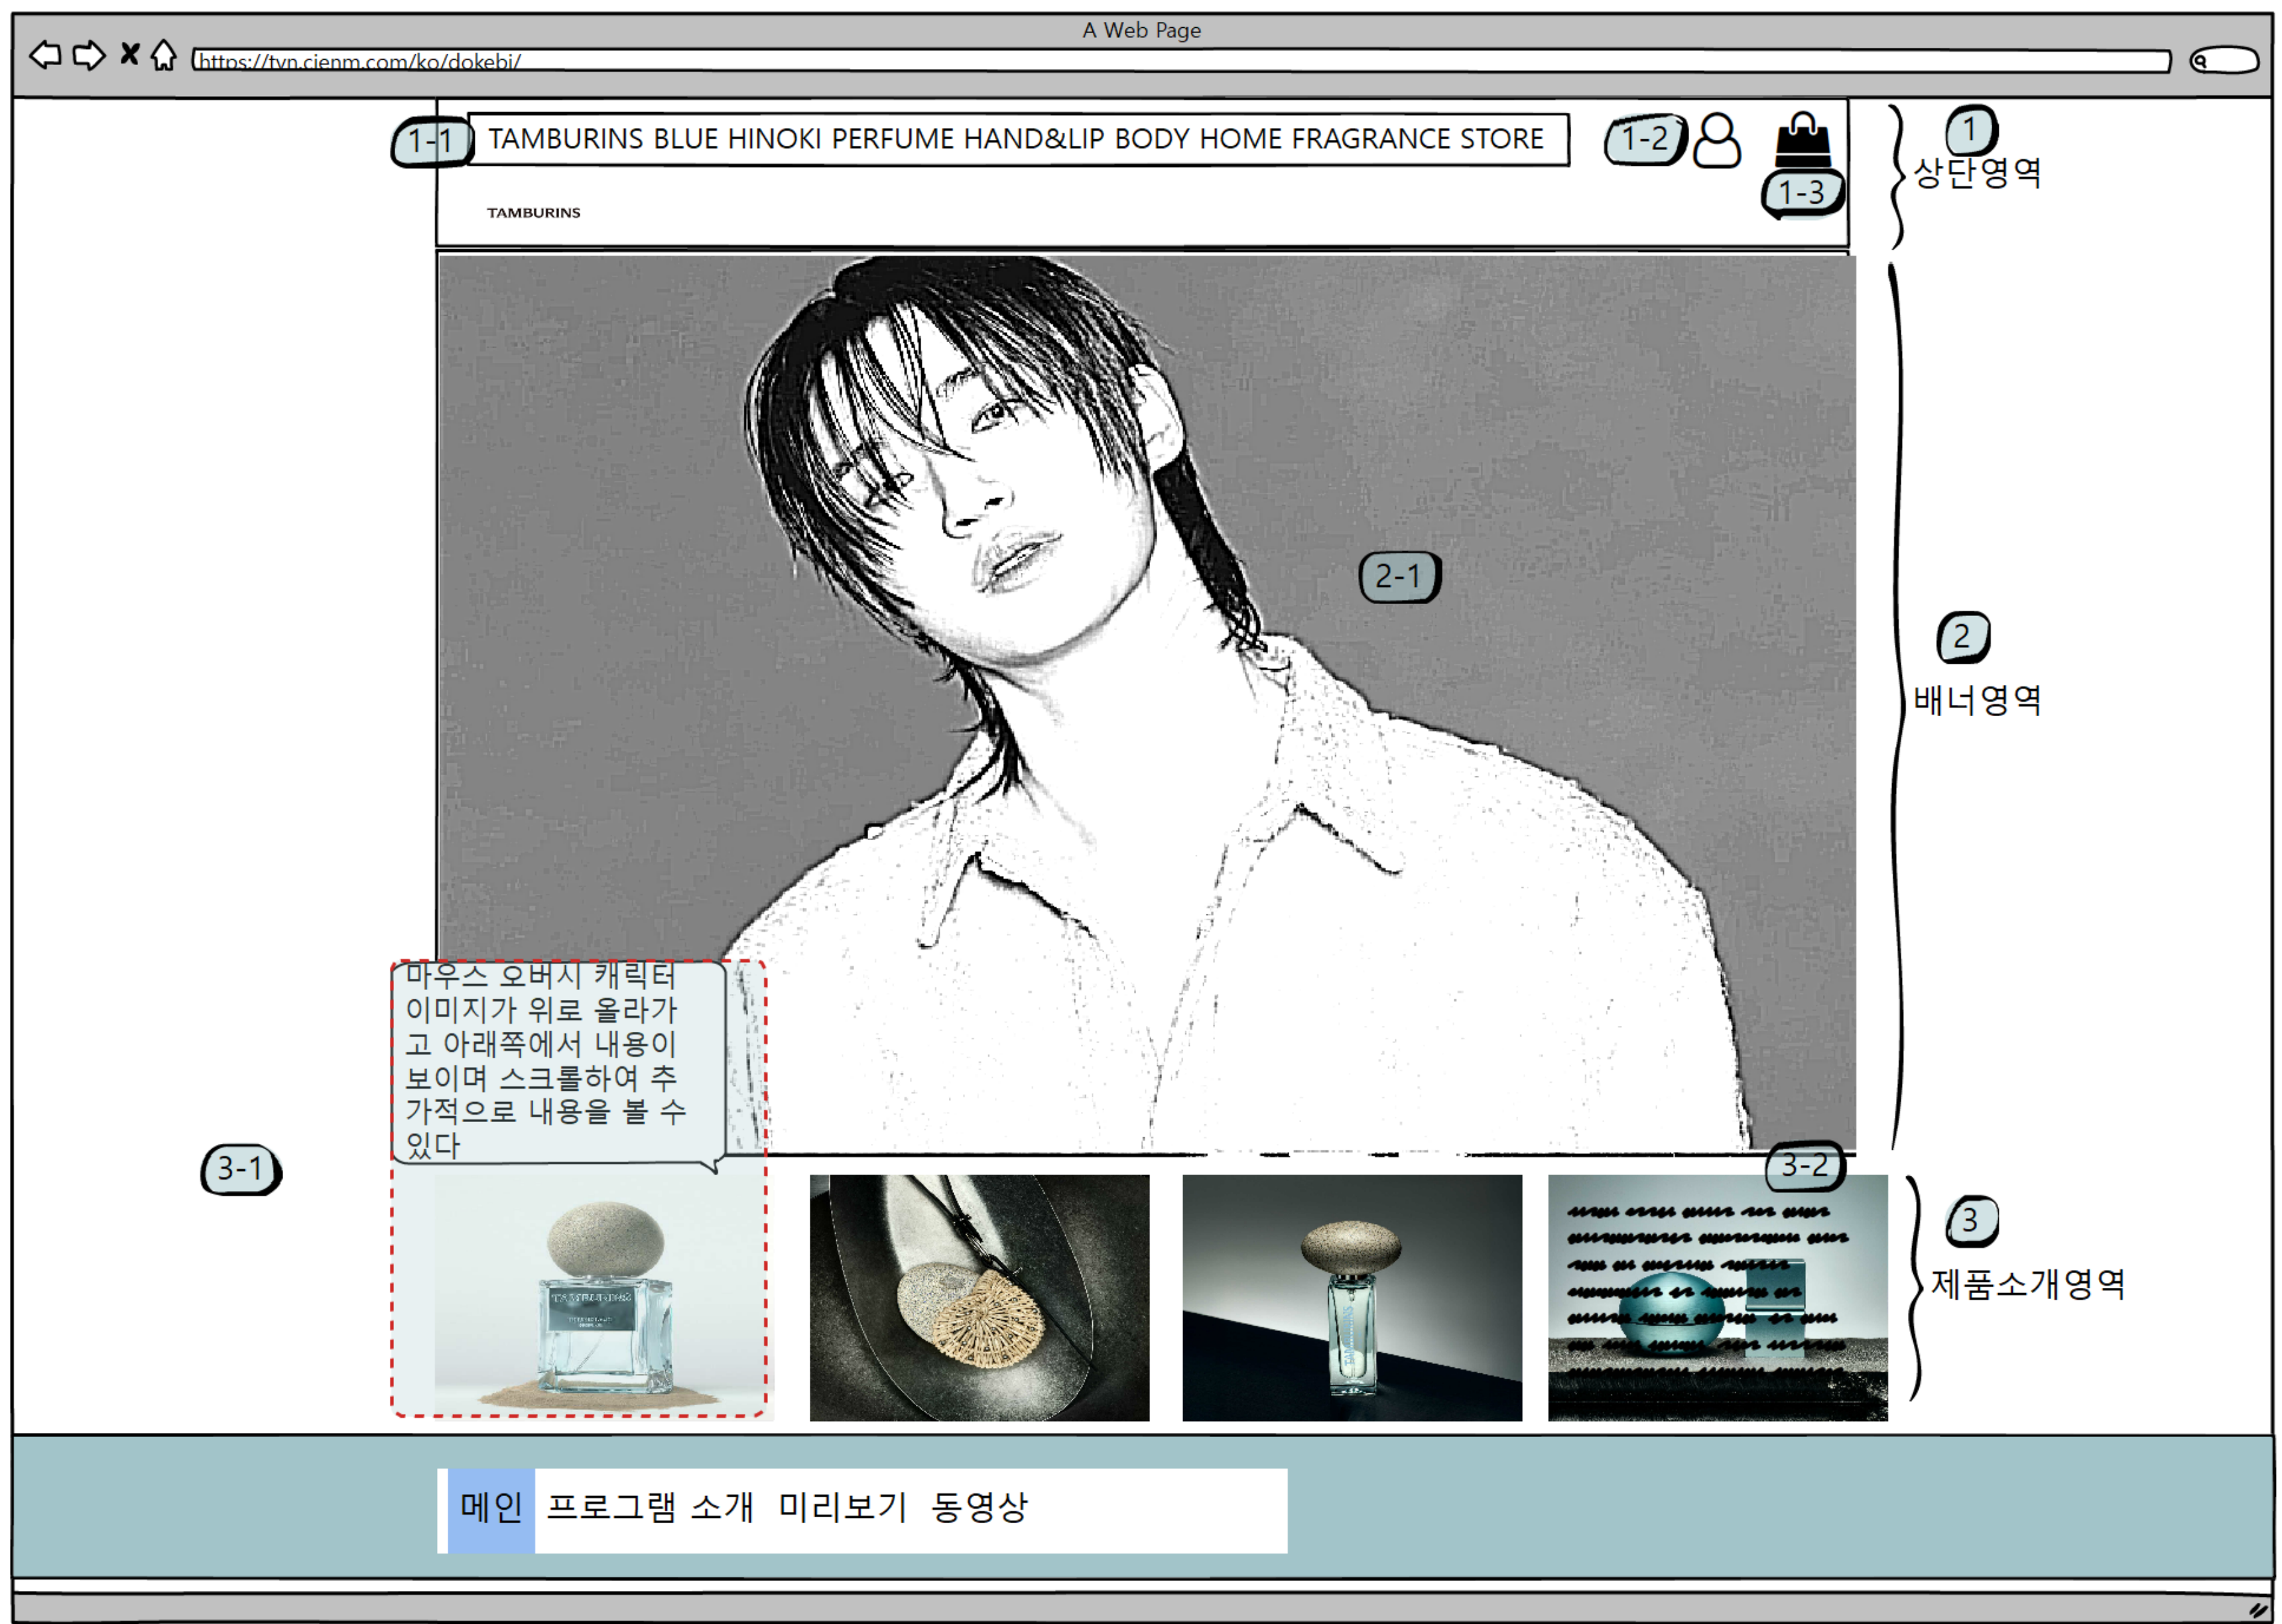 A Web Page
https://tvn.cjenm.com/ko/dokebi/
1-1
TAMBURINS BLUE HINOKI PERFUME HAND&LIP BODY HOME FRAGRANCE STORE
1-2
1
상단영역
1-3
TAMBURINS
2-1
2
배너영역
마우스 오버시 캐릭터
이미지가 위로 올라가
고 아래쪽에서 내용이
보이며 스크롤하여 추
가적으로 내용을 볼 수
있다
3-1
3-2
3
제품소개영역
TAMBURINS
TAMBURINS
메인 프로그램 소개 미리보기 동영상